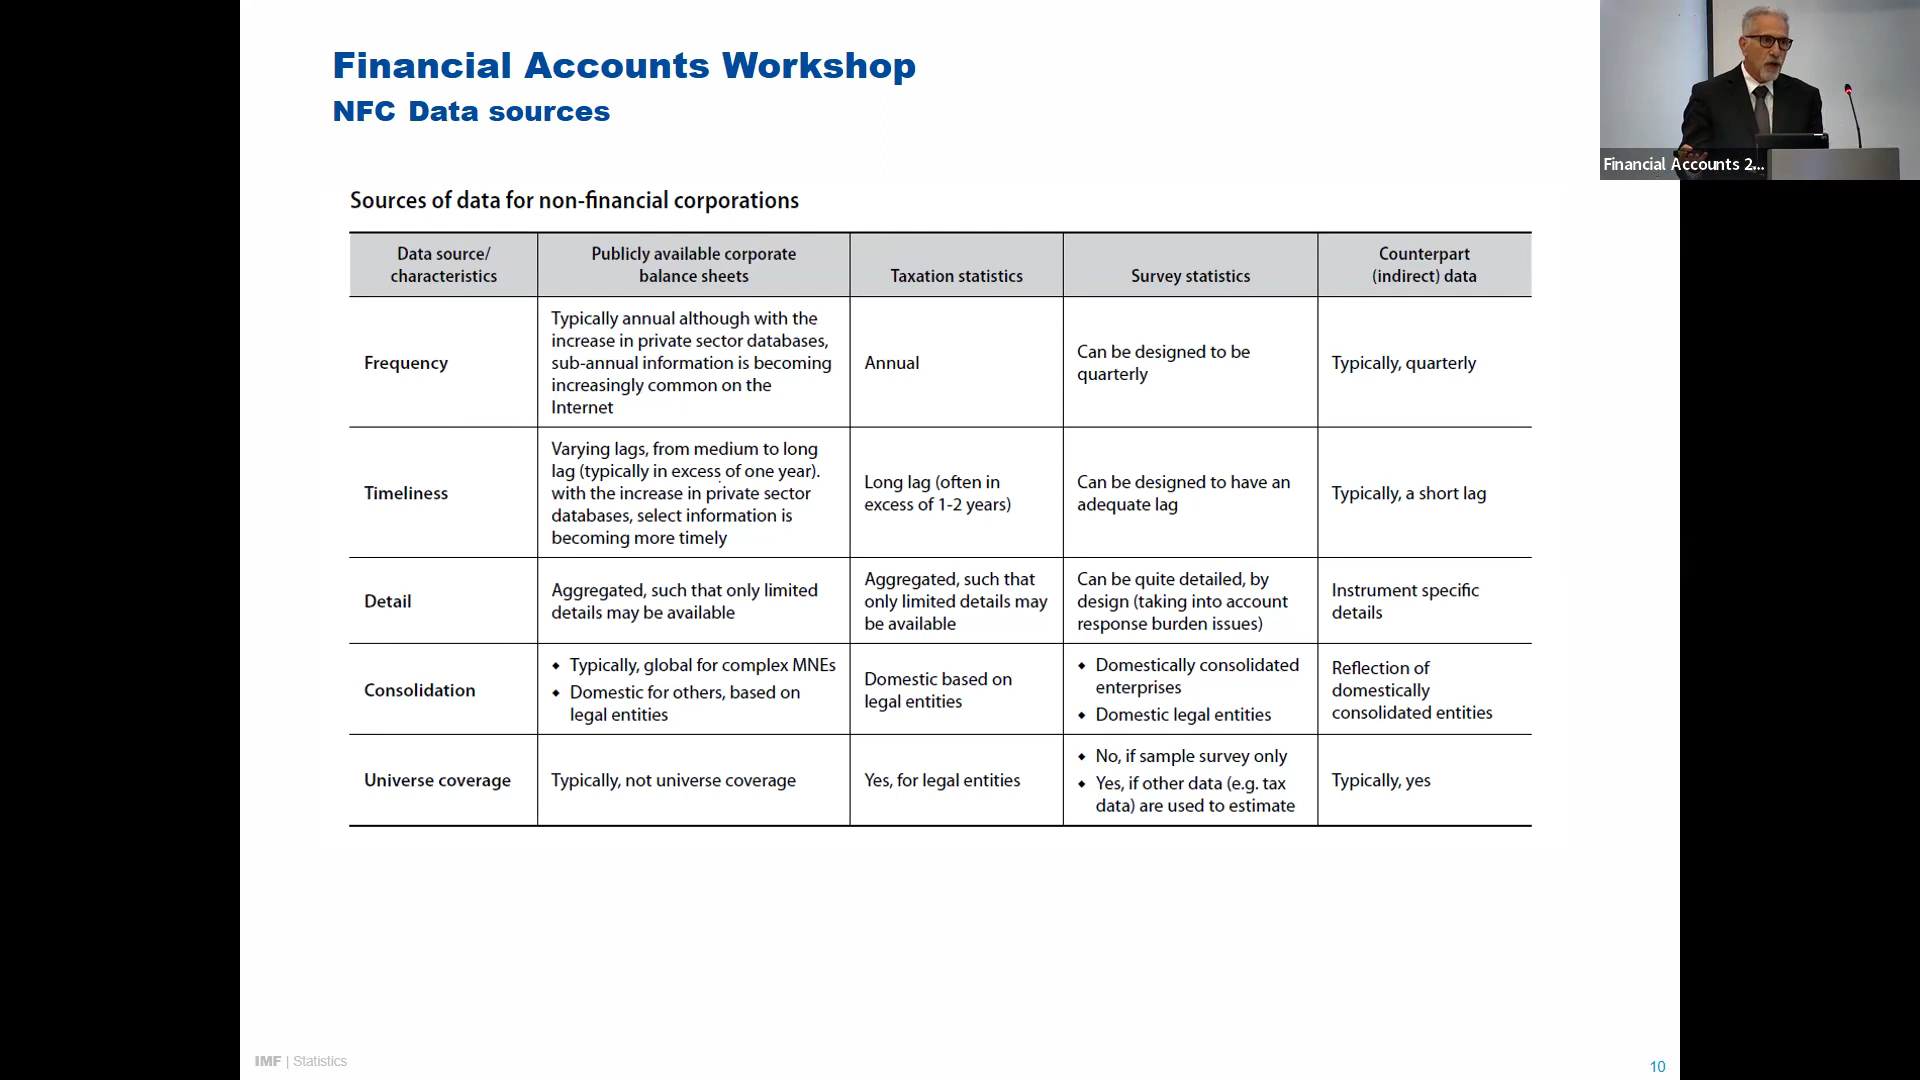 Financial Accounts Workshop
NFC Data sources
Financial Accounts 2...
Sources of data for non-financial corporations
Data source/
characteristics
Publicly available corporate
balance sheets
Taxation statistics
Survey statistics
Counterpart
(indirect) data
Frequency
Typically annual although with the
increase in private sector databases,
sub-annual information is becoming
increasingly common on the
Internet
Annual
Can be designed to be
quarterly
Typically, quarterly
Timeliness
Varying lags, from medium to long
lag (typically in excess of one year).
with the increase in private sector
databases, select information is
becoming more timely
Long lag (often in
excess of 1-2 years)
Can be designed to have an
adequate lag
Typically, a short lag
Detail
Aggregated, such that only limited
details may be available
Aggregated, such that
only limited details may
be available
Can be quite detailed, by
design (taking into account
response burden issues)
Instrument specific
details
Consolidation
◆ Typically, global for complex MNEs
◆ Domestic for others, based on
legal entities
Domestic based on
legal entities
◆ Domestically consolidated
enterprises
◆ Domestic legal entities
Reflection of
domestically
consolidated entities
Universe coverage
Typically, not universe coverage
Yes, for legal entities
◆ No, if sample survey only
◆ Yes, if other data (e.g. tax
data) are used to estimate
Typically, yes
IMF | Statistics
10